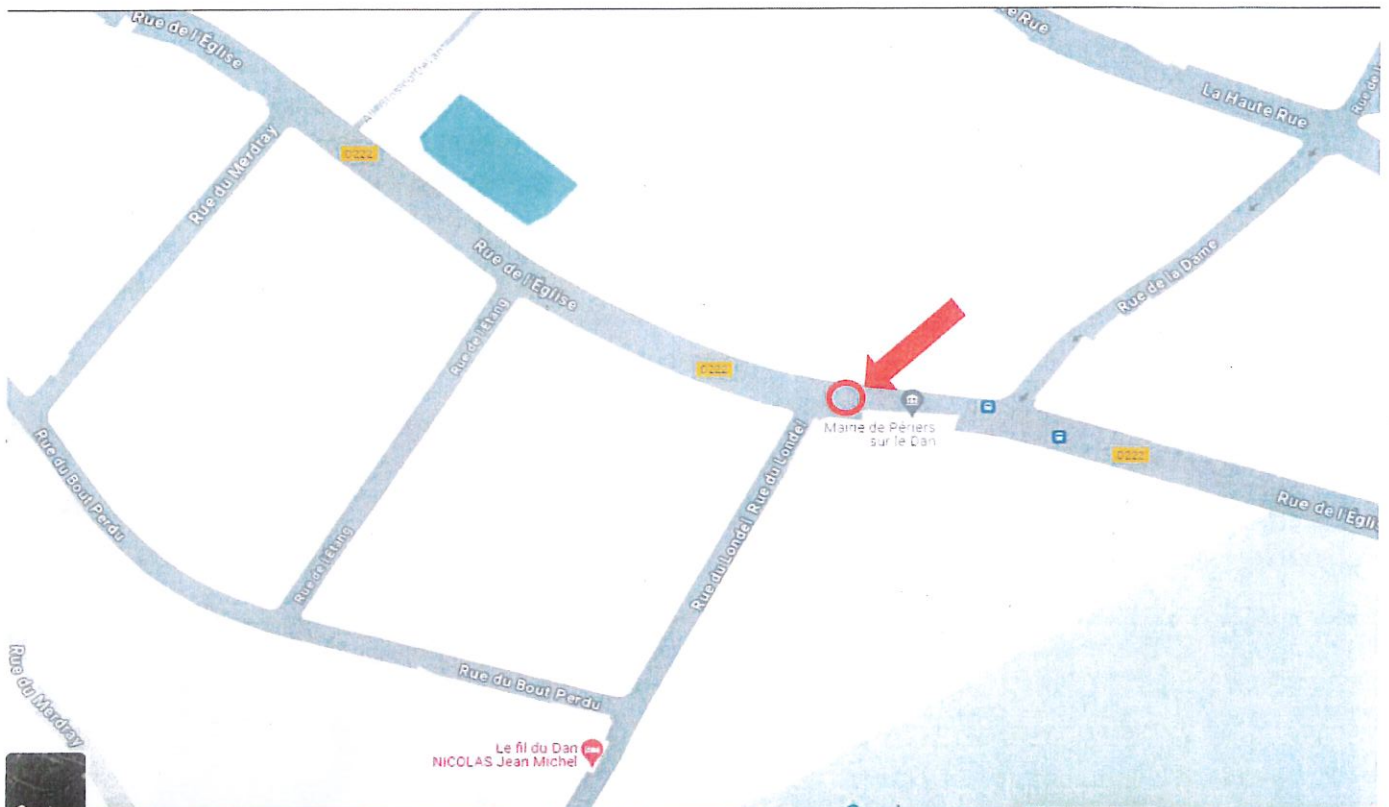 Rue de l'Église
e Rue
La Haute Rue
Rue de la
D222
Rue du Merdray
Rue de l'Église
Rue de la Dame
Rue de l'Étang
D222
Mairie de Périers
sur le Dan
Rue du Londel
D222
Rue de l'Églis
Rue du Bout Perdu
Rue de l'Étang
Rue du Londel
Rue du Bout Perdu
Rue du Merdray
Le fil du Dan
NICOLAS Jean Michel